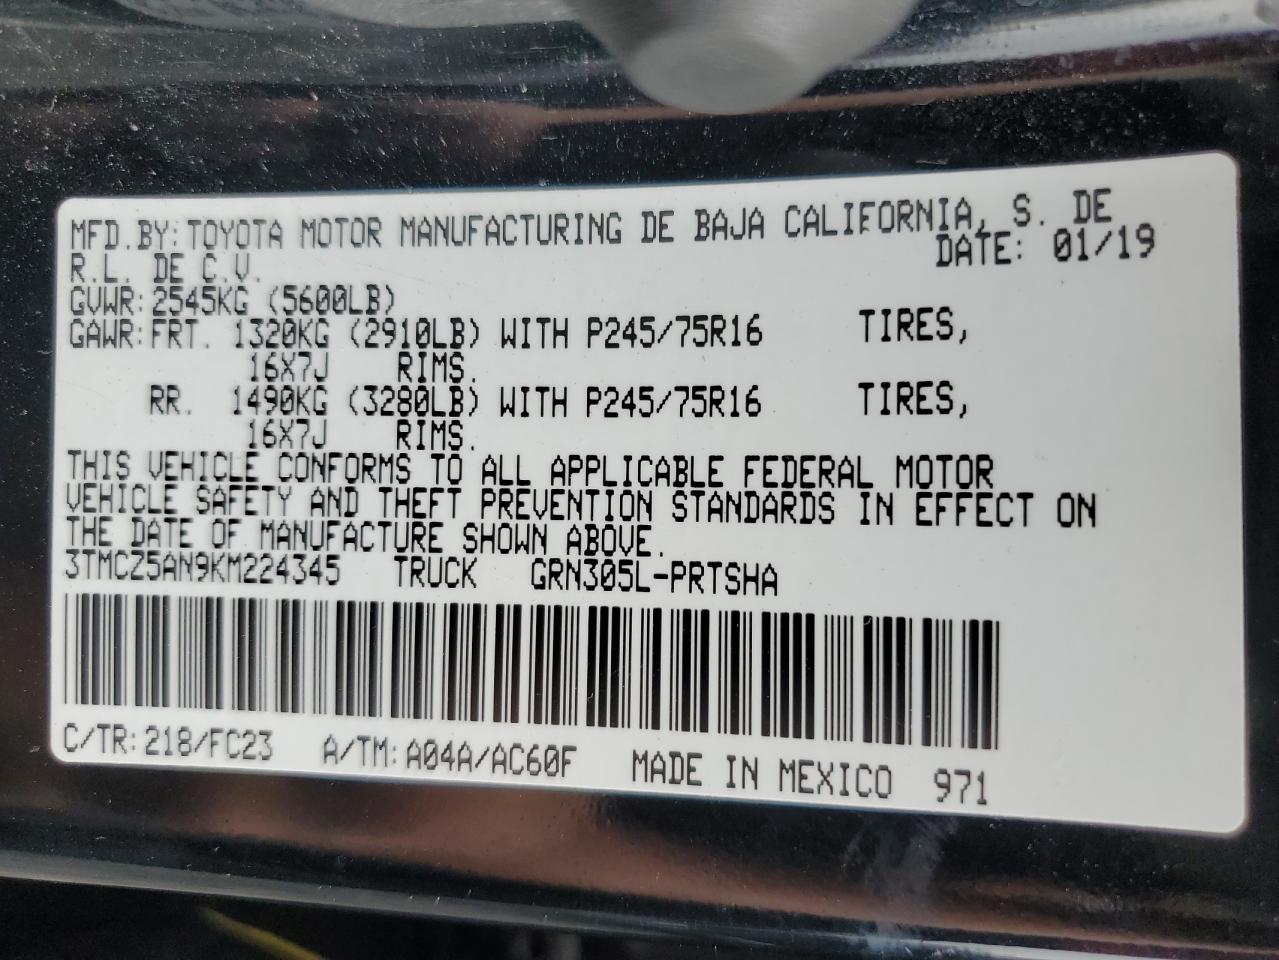 MFD.BY:TOYOTA MOTOR MANUFACTURING DE BAJA CALIFORNIA, S. DE
R.L. DE C.V. DATE: 01/19
GVWR:2545KG (5600LB)
GAWR:FRT. 1320KG (2910LB) WITH P245/75R16 TIRES,
16X7J RIMS.
RR. 1490KG (3280LB) WITH P245/75R16 TIRES,
16X7J RIMS.
THIS VEHICLE CONFORMS TO ALL APPLICABLE FEDERAL MOTOR
VEHICLE SAFETY AND THEFT PREVENTION STANDARDS IN EFFECT ON
THE DATE OF MANUFACTURE SHOWN ABOVE.
3TMCZ5AN9KM224345 TRUCK GRN305L-PRTSHA
C/TR:218/FC23 A/TM:A04A/AC60F MADE IN MEXICO 971